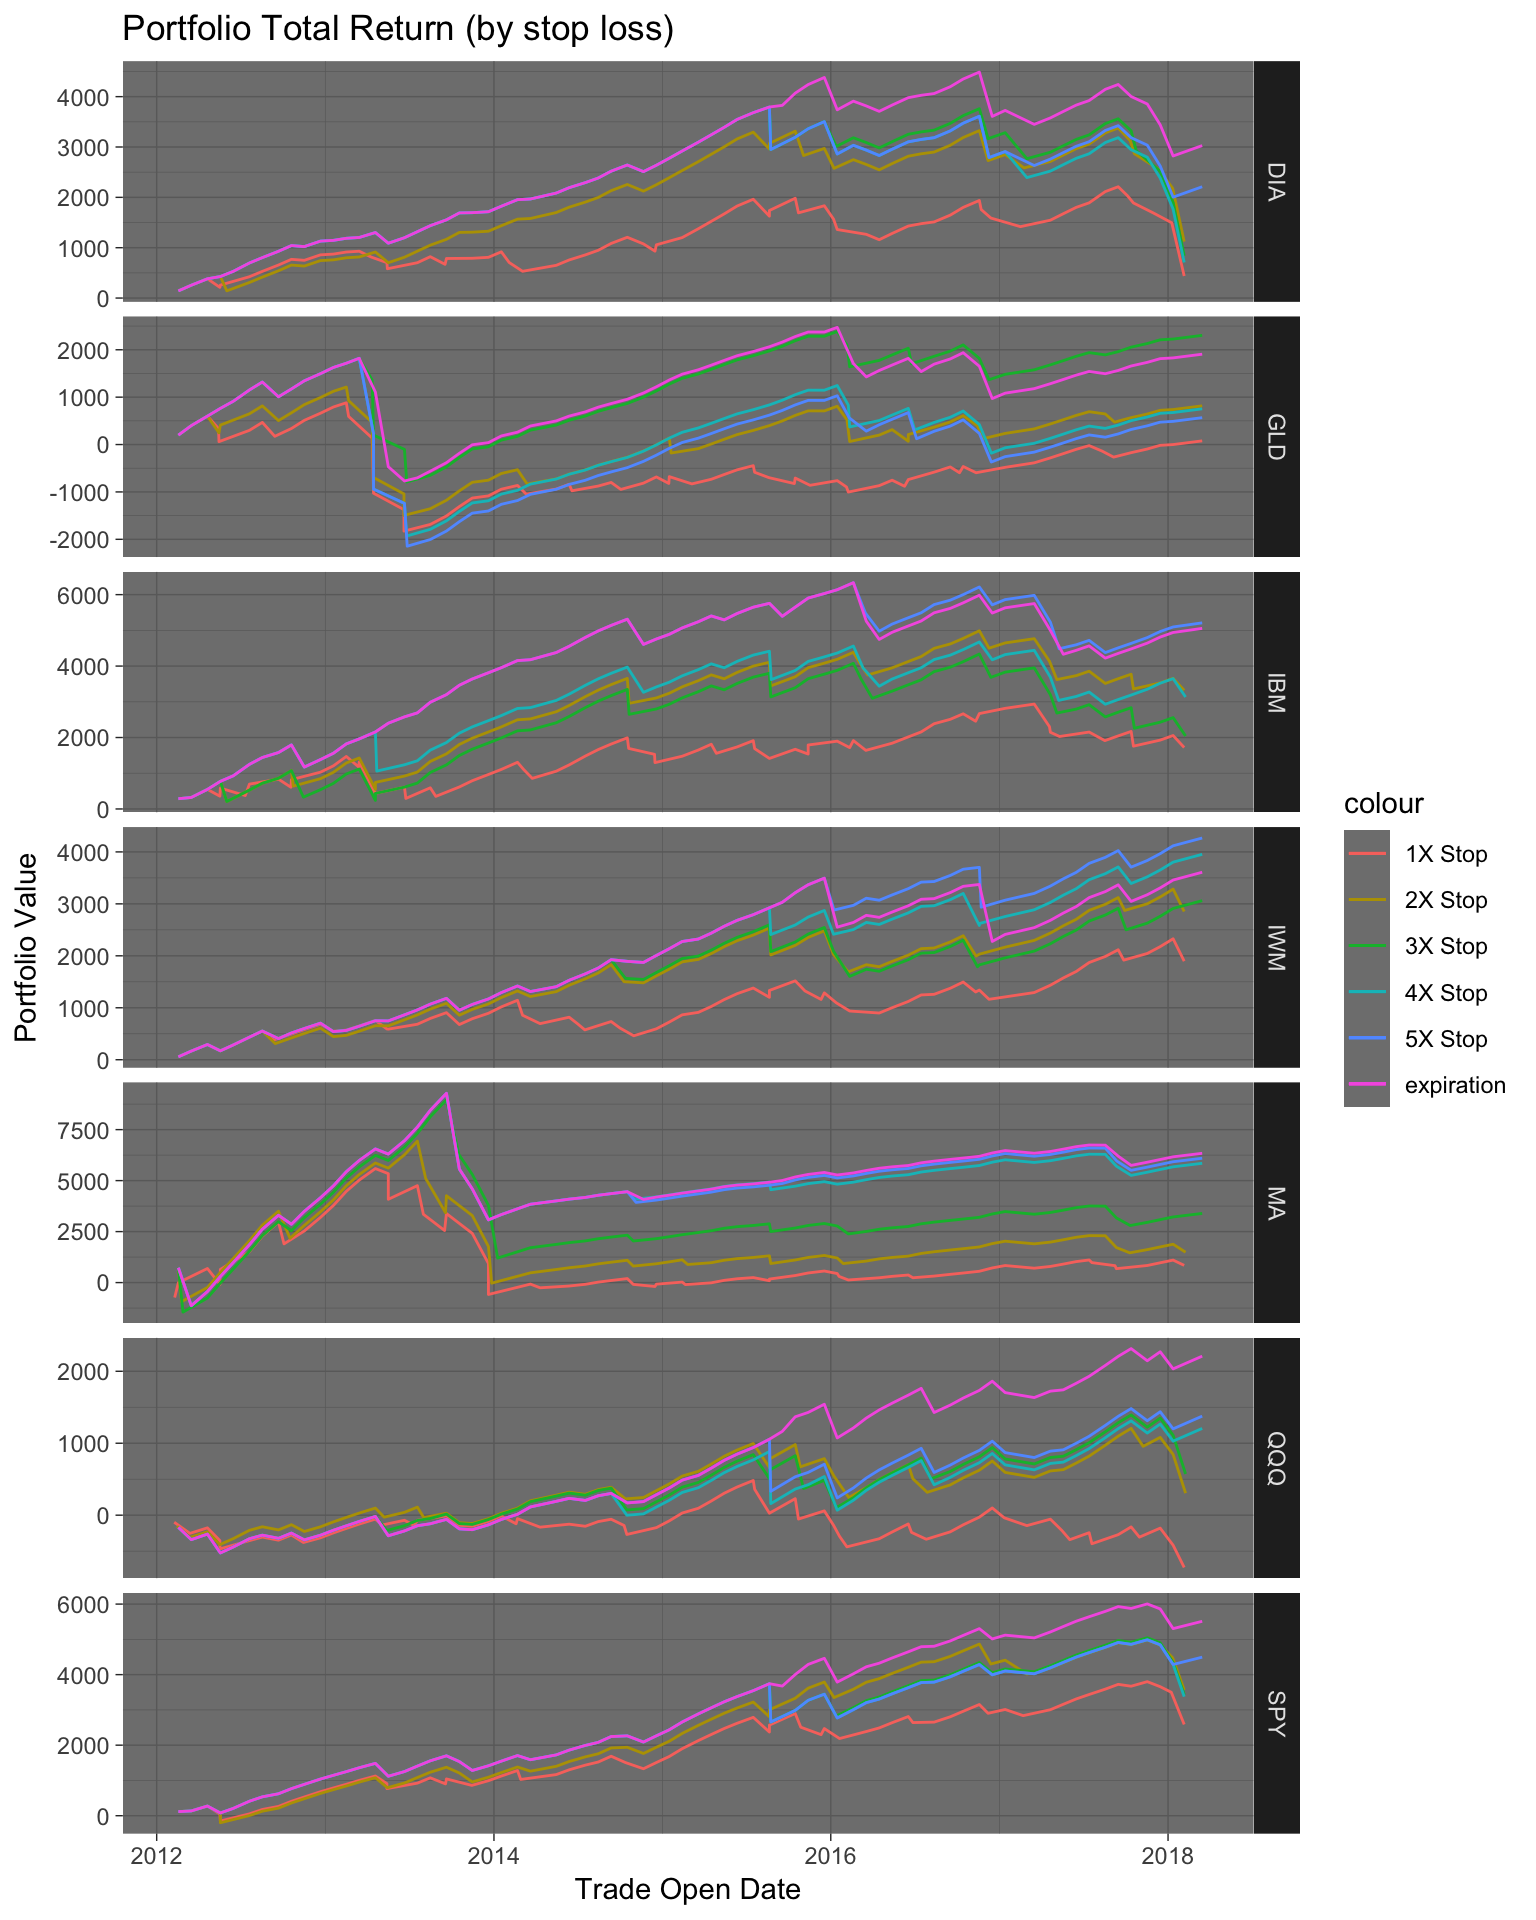 Portfolio Total Return (by stop loss)
4000
3000
2000
1000
0
DIA
2000
1000
0
-1000
-2000
GLD
6000
4000
2000
0
IBM
4000
3000
2000
1000
0
IWM
7500
5000
2500
0
MA
2000
1000
0
QQQ
6000
4000
2000
0
SPY
2012
2014
2016
2018
Trade Open Date
Portfolio Value
colour
1X Stop
2X Stop
3X Stop
4X Stop
5X Stop
expiration